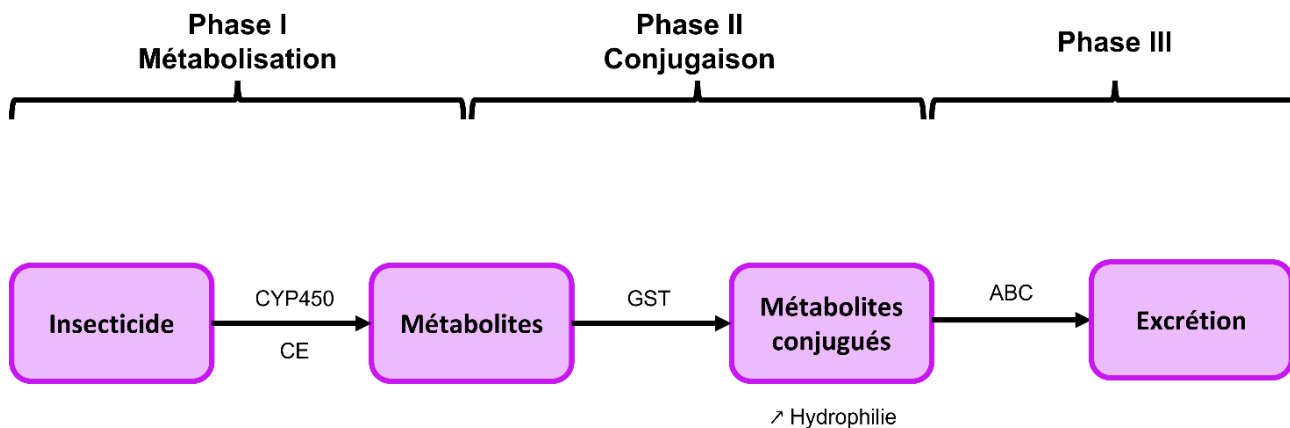 Phase I
Métabolisation
Phase II
Conjugaison
Phase III
Insecticide
CYP450
CE
Métabolites
GST
Métabolites
conjugués
ABC
Excrétion
↗ Hydrophilie